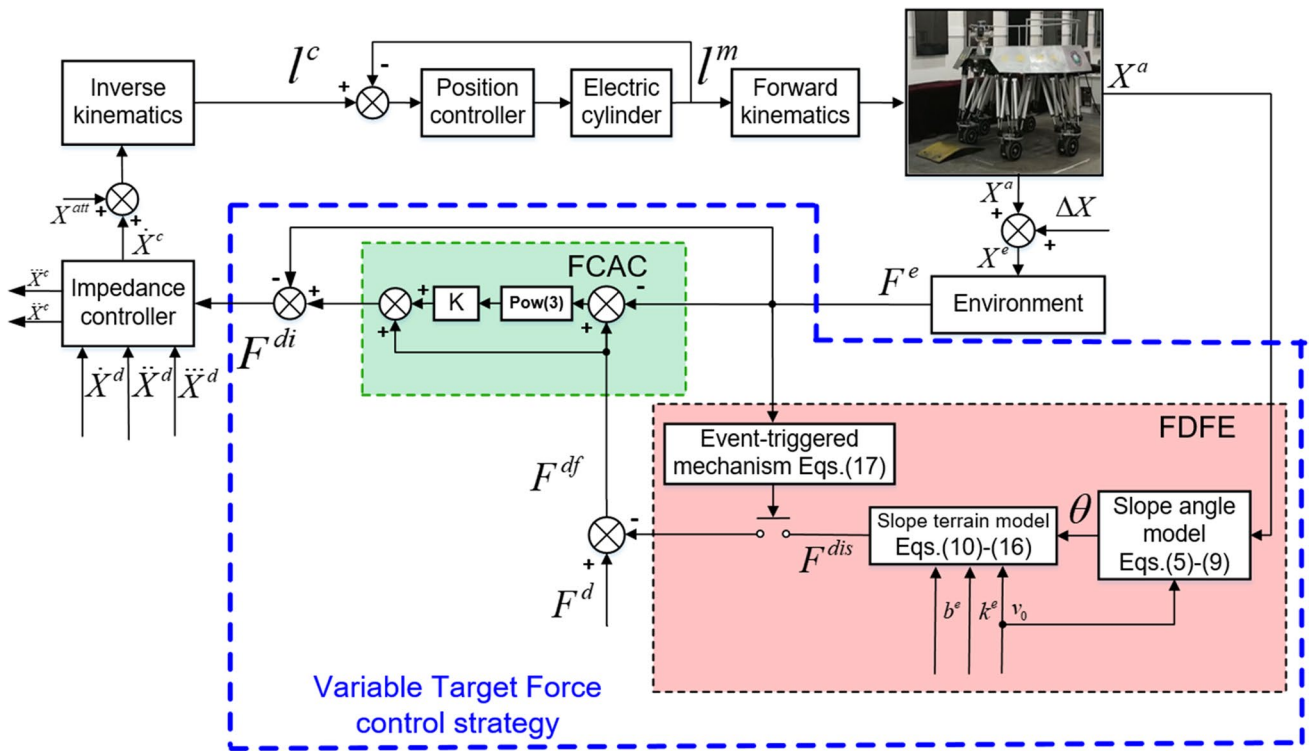 l^c
l^m
X^a
+
-
Inverse
kinematics
Position
controller
Electric
cylinder
Forward
kinematics
X^att
+
+
Ẋ^c
X^a
+
ΔX
+
X^e
FCAC
F^e
Environment
X⃛^c
Ẍ^c
Impedance
controller
-
+
F^di
+
+
K
Pow(3)
-
+
Ẋ^d
Ẍ^d
X⃛^d
FDFE
Event-triggered
mechanism Eqs.(17)
F^df
-
+
F^d
F^dis
Slope terrain model
Eqs.(10)-(16)
θ
Slope angle
model
Eqs.(5)-(9)
b^e
k^e
v_0
Variable Target Force
control strategy